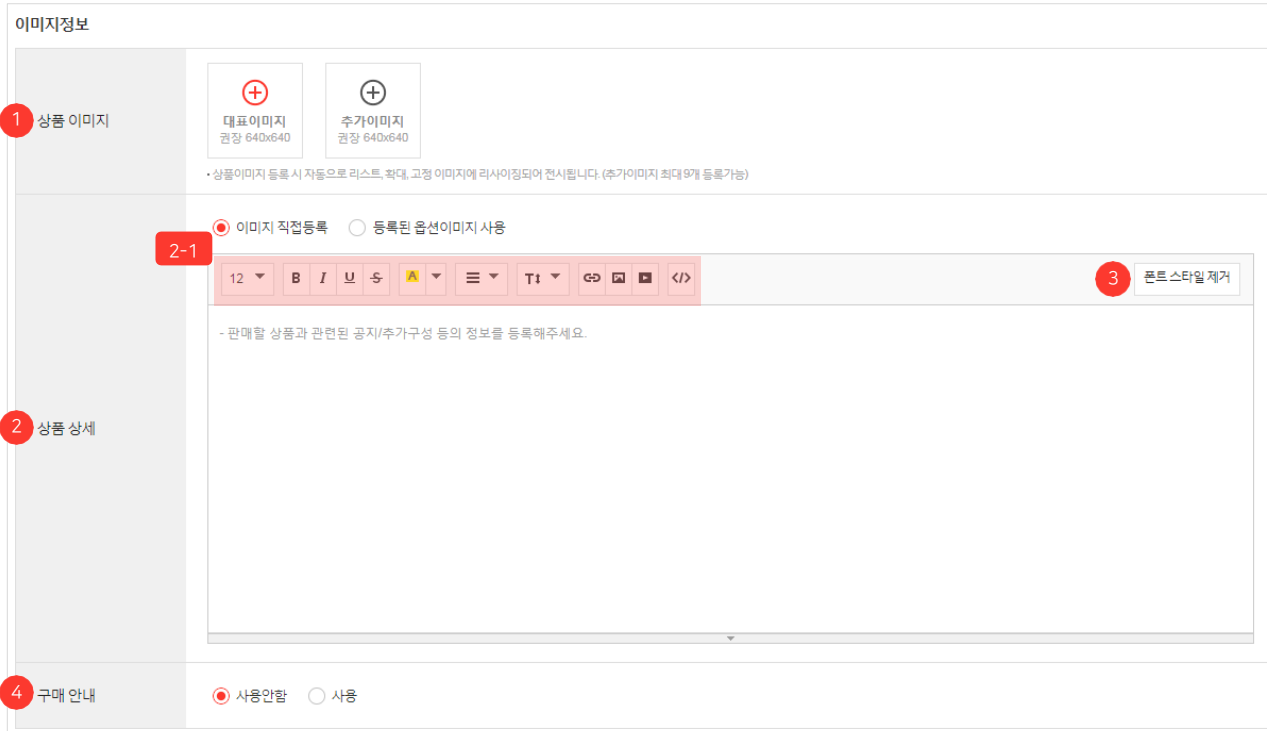 이미지정보
1 상품 이미지
대표이미지
권장 640x640
추가이미지
권장 640x640
• 상품이미지 등록 시 자동으로 리스트, 확대, 고정 이미지에 리사이징되어 전시됩니다. (추가이미지 최대 9개 등록가능)
이미지 직접등록 등록된 옵션이미지 사용
2-1
12 B I U S A T </>
3 폰트 스타일 제거
- 판매할 상품과 관련된 공지/추가구성 등의 정보를 등록해주세요.
2 상품 상세
4 구매 안내
사용안함 사용